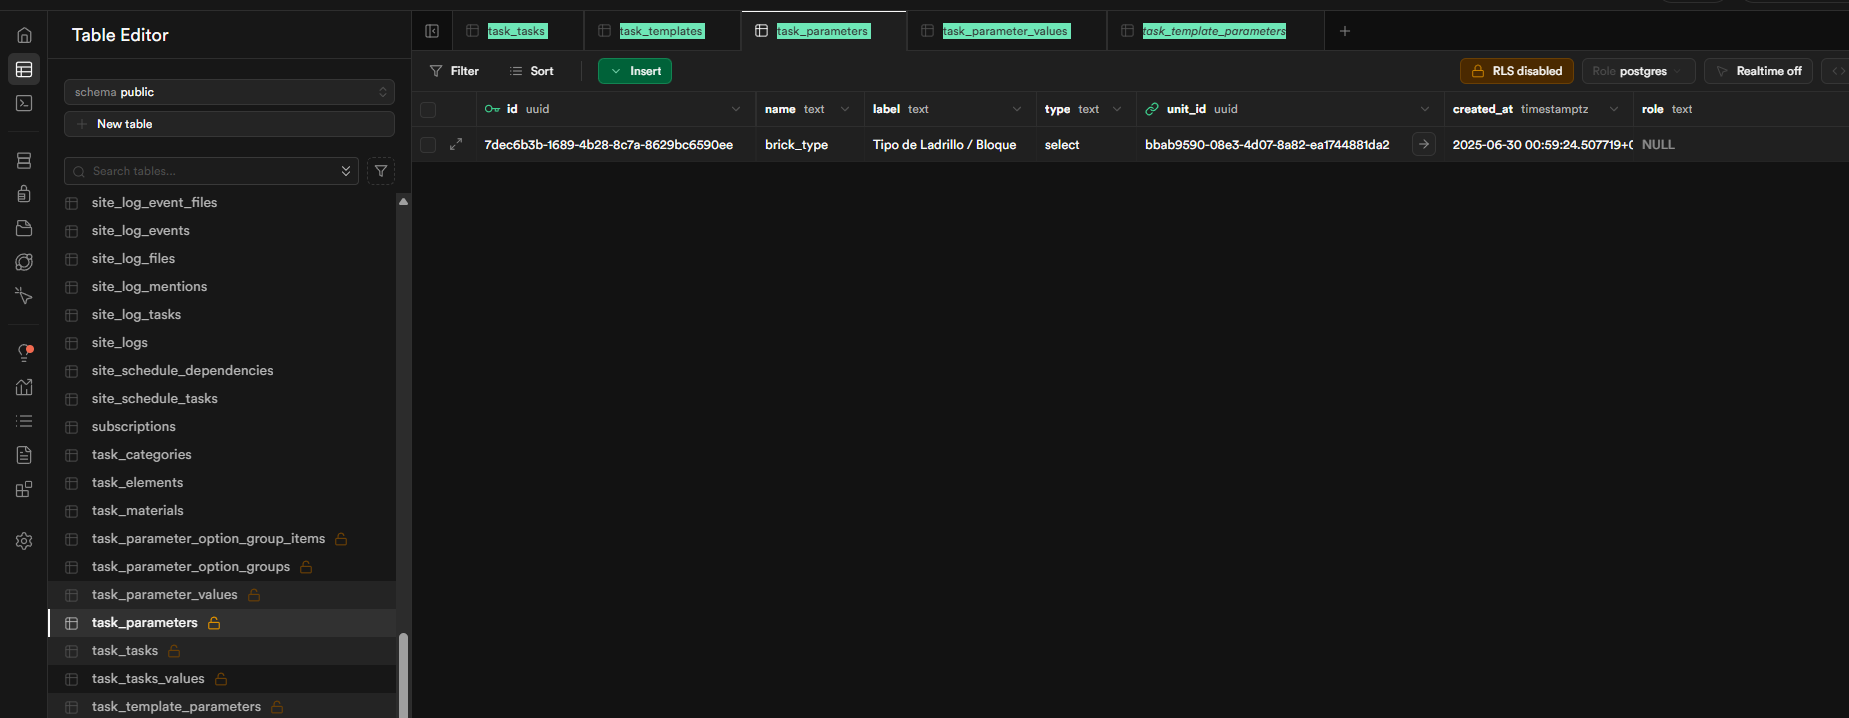 Table Editor
schema public
New table
Search tables...
site_log_event_files
site_log_events
site_log_files
site_log_mentions
site_log_tasks
site_logs
site_schedule_dependencies
site_schedule_tasks
subscriptions
task_categories
task_elements
task_materials
task_parameter_option_group_items
task_parameter_option_groups
task_parameter_values
task_parameters
task_tasks
task_tasks_values
task_template_parameters
task_tasks task_templates task_parameters task_parameter_values task_template_parameters
Filter Sort Insert RLS disabled Role postgres Realtime off
id uuid name text label text type text unit_id uuid created_at timestamptz role text
7dec6b3b-1689-4b28-8c7a-8629bc6590ee brick_type Tipo de Ladrillo / Bloque select bbab9590-08e3-4d07-8a82-ea1744881da2 2025-06-30 00:59:24.507719+0 NULL